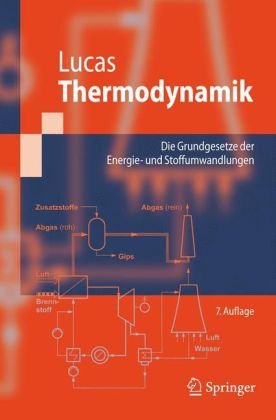 Lucas
Thermodynamik
Die Grundgesetze der
Energie- und Stoffumwandlungen
Zusatzstoffe
Abgas (rein)
Abgas (roh)
Gips
Luft
Brenn-
stoff
7. Auflage
Luft
Wasser
Springer